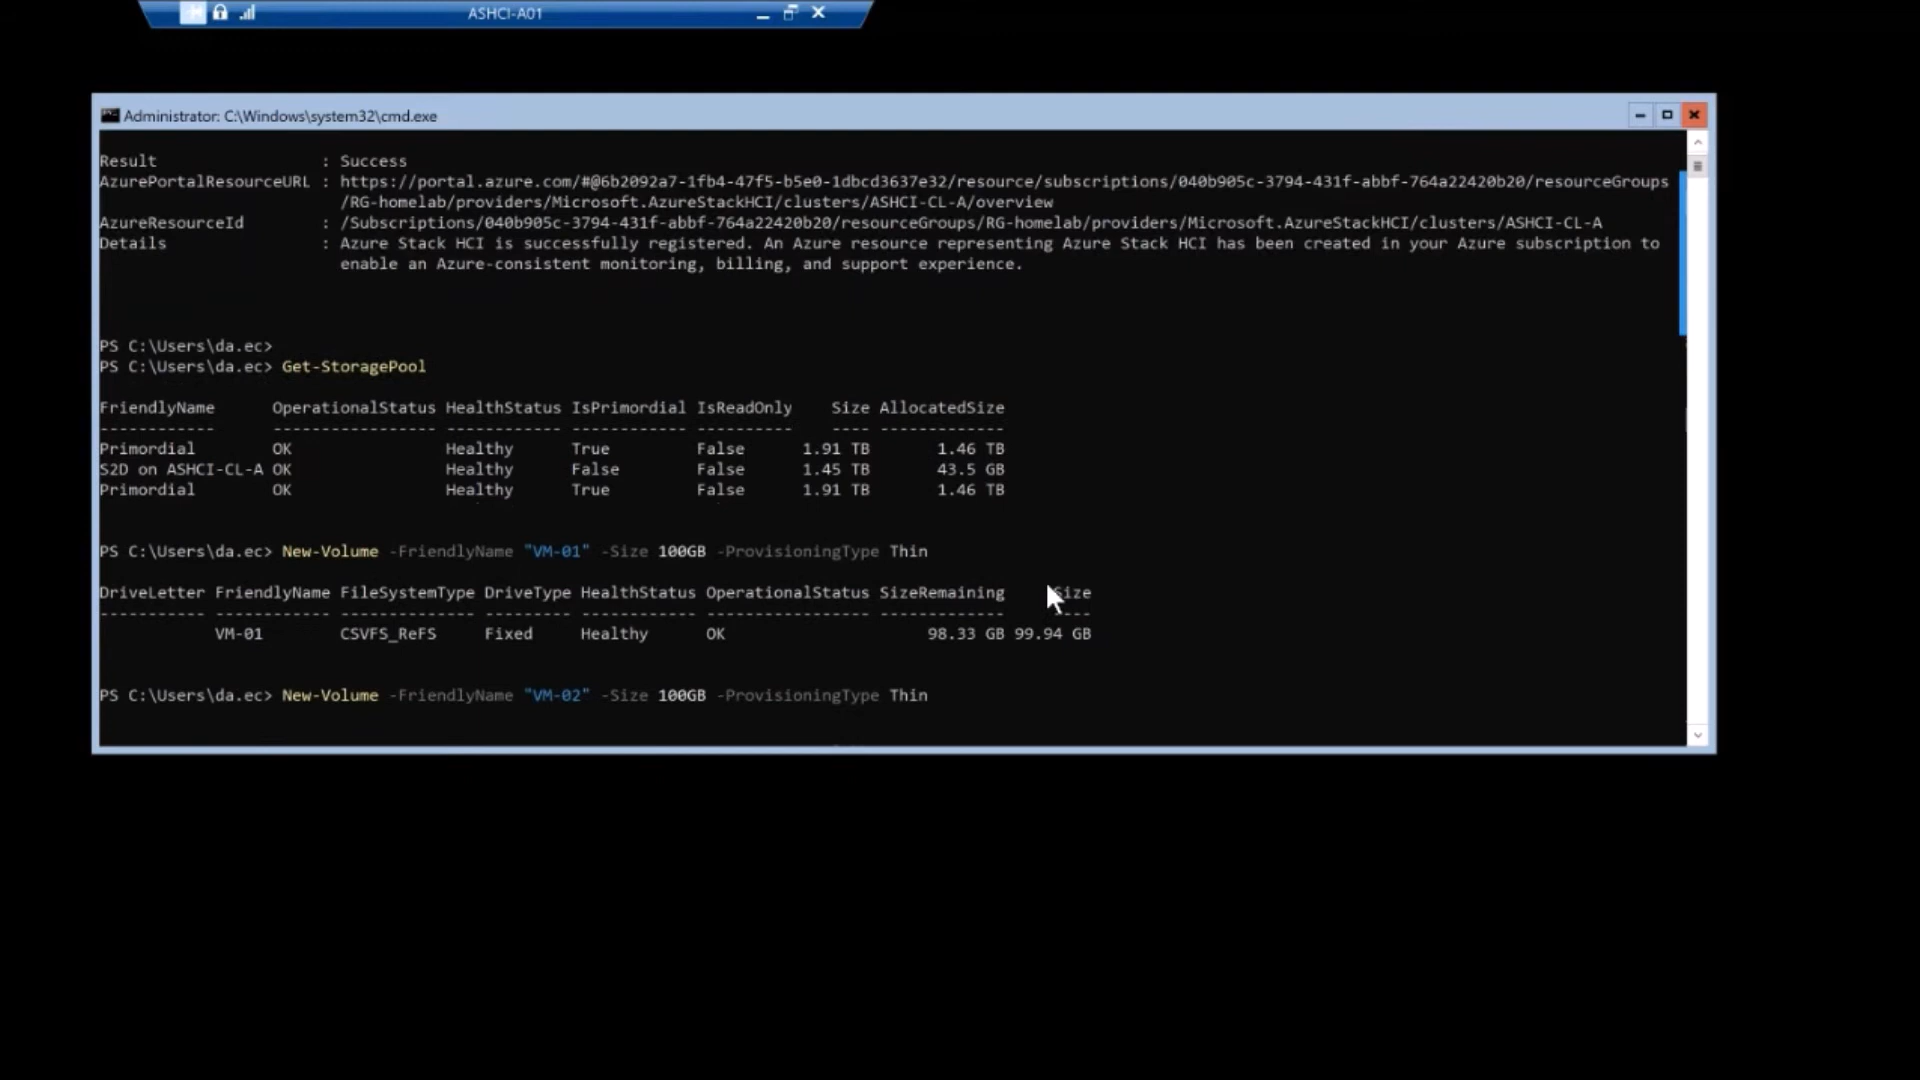 ASHCI-A01
Administrator: C:\Windows\system32\cmd.exe
Result : Success
AzurePortalResourceURL : https://portal.azure.com/#@6b2092a7-1fb4-47f5-b5e0-1dbcd3637e32/resource/subscriptions/040b905c-3794-431f-abbf-764a22420b20/resourceGroups
/RG-homelab/providers/Microsoft.AzureStackHCI/clusters/ASHCI-CL-A/overview
AzureResourceId : /Subscriptions/040b905c-3794-431f-abbf-764a22420b20/resourceGroups/RG-homelab/providers/Microsoft.AzureStackHCI/clusters/ASHCI-CL-A
Details : Azure Stack HCI is successfully registered. An Azure resource representing Azure Stack HCI has been created in your Azure subscription to
enable an Azure-consistent monitoring, billing, and support experience.
PS C:\Users\da.ec>
PS C:\Users\da.ec> Get-StoragePool
FriendlyName OperationalStatus HealthStatus IsPrimordial IsReadOnly Size AllocatedSize
------------ ----------------- ------------ ------------ ---------- ---- -------------
Primordial OK Healthy True False 1.91 TB 1.46 TB
S2D on ASHCI-CL-A OK Healthy False False 1.45 TB 43.5 GB
Primordial OK Healthy True False 1.91 TB 1.46 TB
PS C:\Users\da.ec> New-Volume -FriendlyName "VM-01" -Size 100GB -ProvisioningType Thin
DriveLetter FriendlyName FileSystemType DriveType HealthStatus OperationalStatus SizeRemaining Size
----------- ------------ -------------- --------- ------------ ----------------- ------------- ----
VM-01 CSVFS_ReFS Fixed Healthy OK 98.33 GB 99.94 GB
PS C:\Users\da.ec> New-Volume -FriendlyName "VM-02" -Size 100GB -ProvisioningType Thin